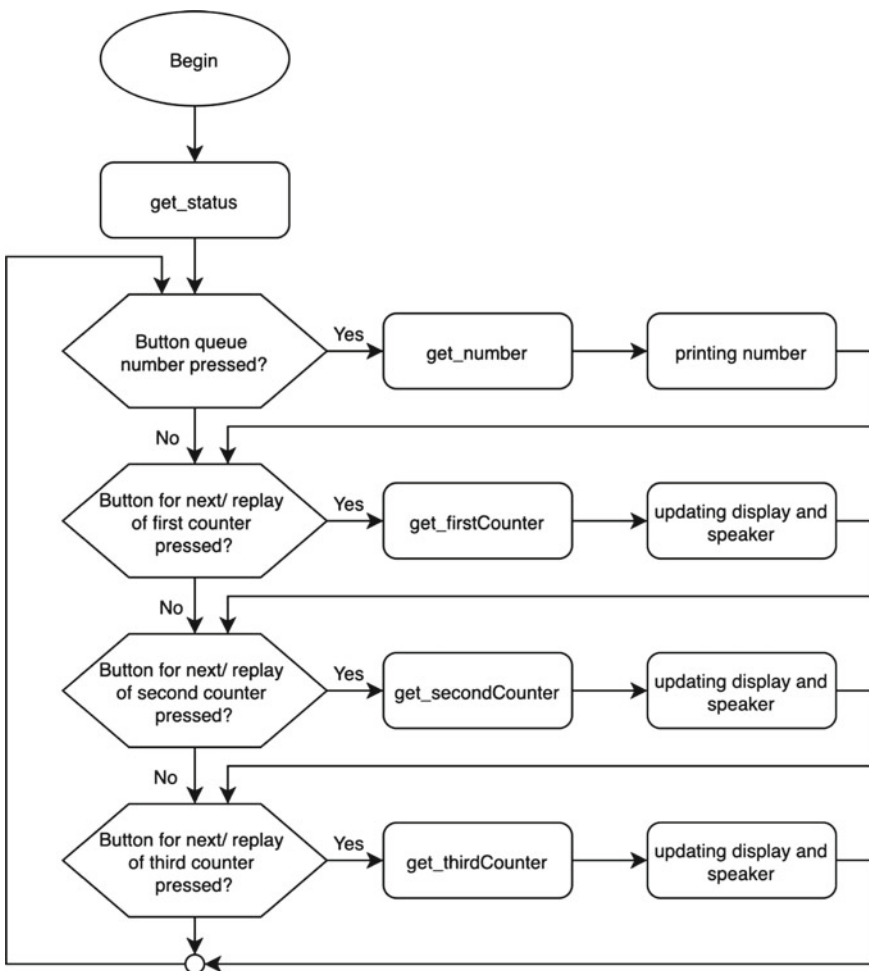 Begin
get_status
Button queue
number pressed?
Yes
get_number
printing number
No
Button for next/ replay
of first counter
pressed?
Yes
get_firstCounter
updating display and
speaker
No
Button for next/ replay
of second counter
pressed?
Yes
get_secondCounter
updating display and
speaker
No
Button for next/ replay
of third counter
pressed?
Yes
get_thirdCounter
updating display and
speaker